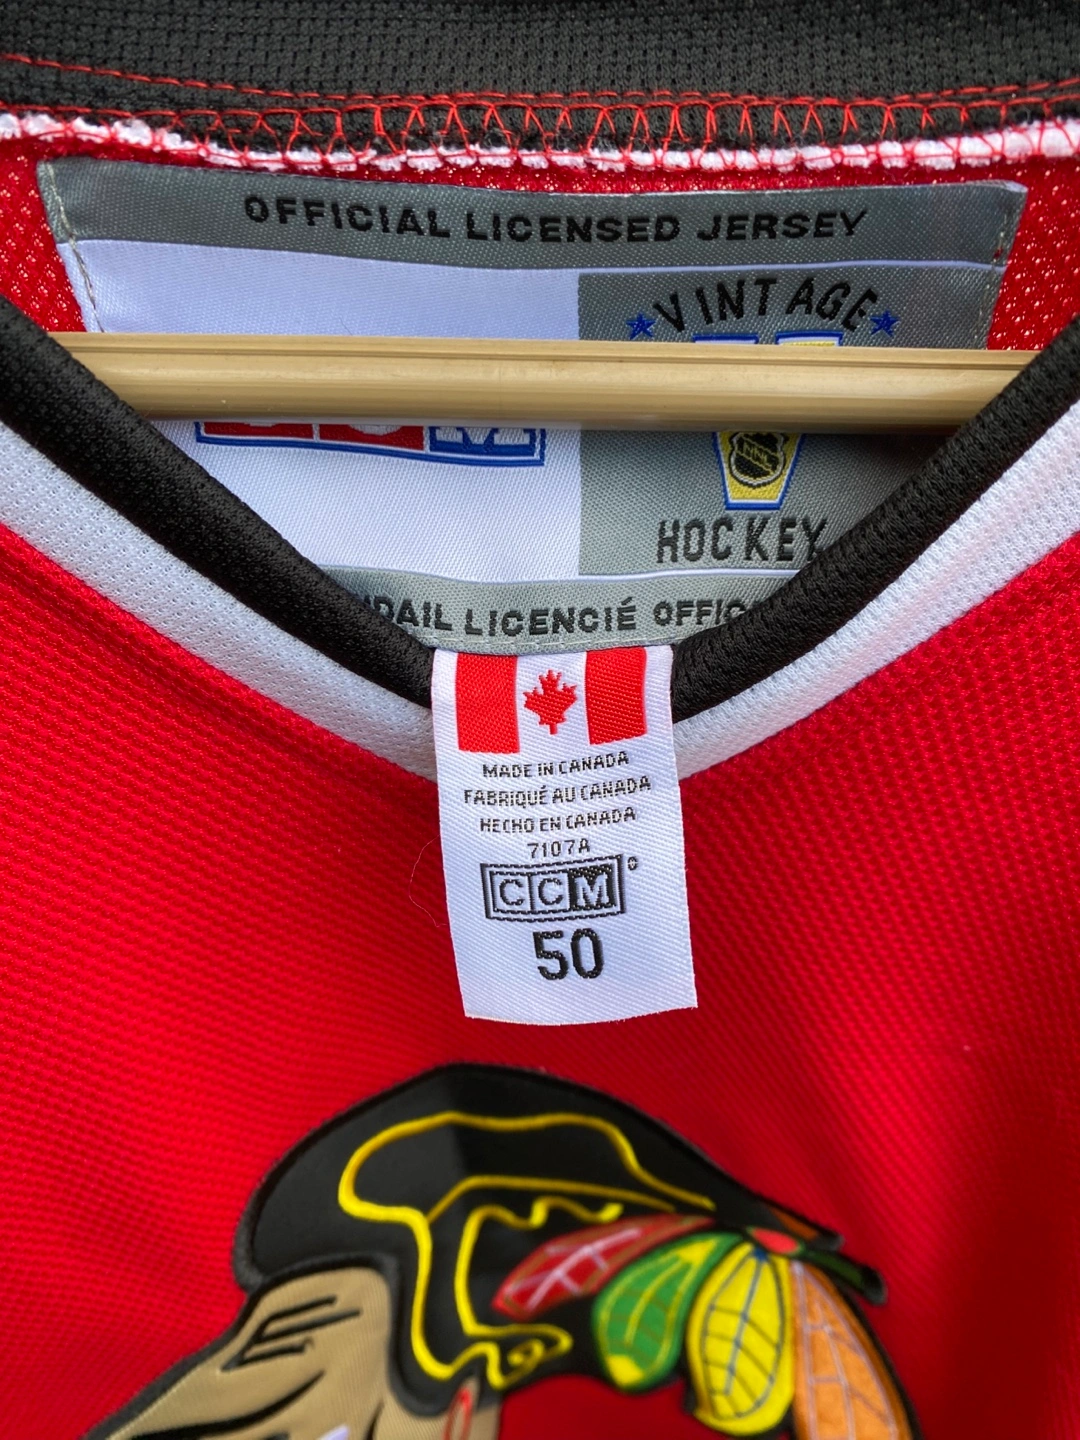 OFFICIAL LICENSED JERSEY
VINTAGE
HOCKEY
LICENCIÉ
MADE IN CANADA
FABRIQUÉ AU CANADA
HECHO EN CANADA
7107A
CCM
50